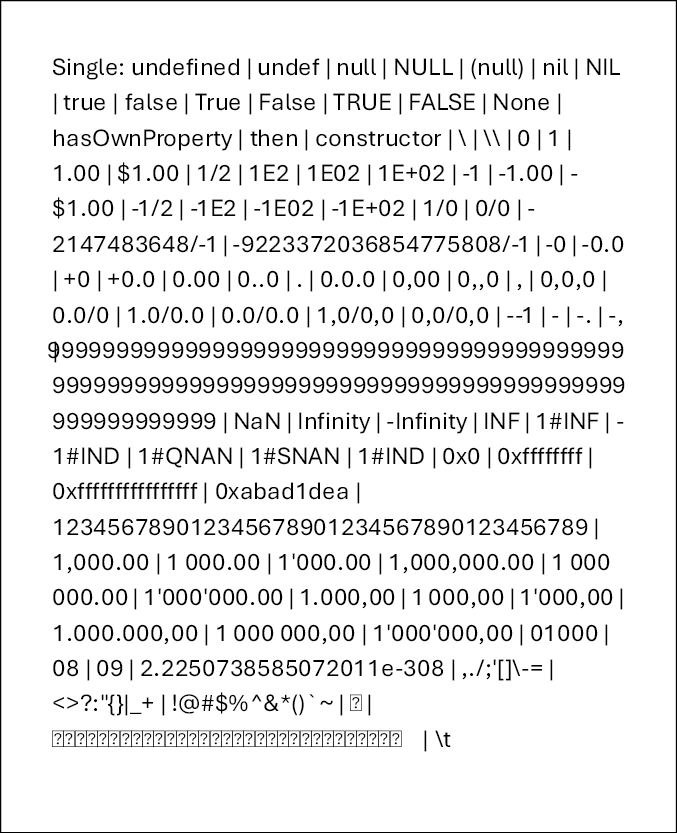 Single: undefined | undef | null | NULL | (null) | nil | NIL
| true | false | True | False | TRUE | FALSE | None |
hasOwnProperty | then | constructor | \ | \\ | 0 | 1 |
1.00 | $1.00 | 1/2 | 1E2 | 1E02 | 1E+02 | -1 | -1.00 | -
$1.00 | -1/2 | -1E2 | -1E02 | -1E+02 | 1/0 | 0/0 | -
2147483648/-1 | -9223372036854775808/-1 | -0 | -0.0
| +0 | +0.0 | 0.00 | 0..0 | . | 0.0.0 | 0,00 | 0,,0 | , | 0,0,0 |
0.0/0 | 1.0/0.0 | 0.0/0.0 | 1,0/0,0 | 0,0/0,0 | --1 | - | -. | -,
| 999999999999999999999999999999999999999999
999999999999999999999999999999999999999999
999999999999 | NaN | Infinity | -Infinity | INF | 1#INF | -
1#IND | 1#QNAN | 1#SNAN | 1#IND | 0x0 | 0xffffffff |
0xffffffffffffffff | 0xabad1dea |
123456789012345678901234567890123456789 |
1,000.00 | 1 000.00 | 1'000.00 | 1,000,000.00 | 1 000
000.00 | 1'000'000.00 | 1.000,00 | 1 000,00 | 1'000,00 |
1.000.000,00 | 1 000 000,00 | 1'000'000,00 | 01000 |
08 | 09 | 2.2250738585072011e-308 | ,./;'[]\-= |
<>?:"{}|_+ | !@#$%^&*()`~ | |
| \t